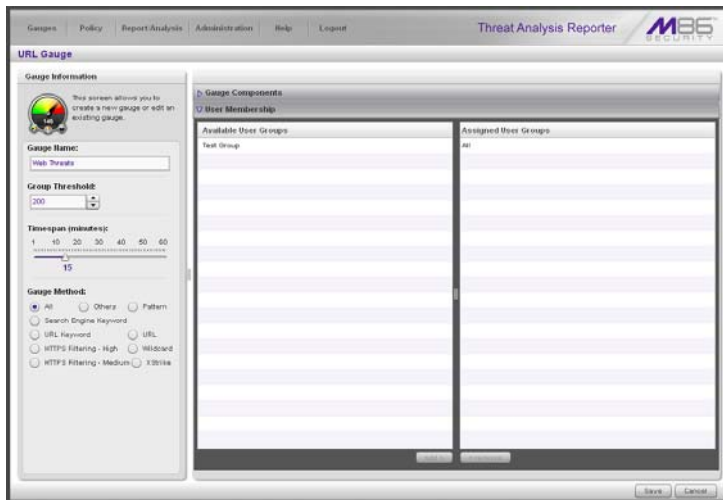 Gauges Policy Report/Analysis Administration Help Logout
Threat Analysis Reporter
M86
SECURITY
URL Gauge
Gauge Information
This screen allows you to
create a new gauge or edit an
existing gauge.
Gauge Name:
Web Threats
Group Threshold:
200
Timespan (minutes):
1 10 20 30 40 50 60
15
Gauge Method:
All Others Pattern
Search Engine Keyword
URL Keyword URL
HTTPS Filtering - High Wildcard
HTTPS Filtering - Medium XStrike
Gauge Components
User Membership
Available User Groups
Test Group
Assigned User Groups
All
Save Cancel